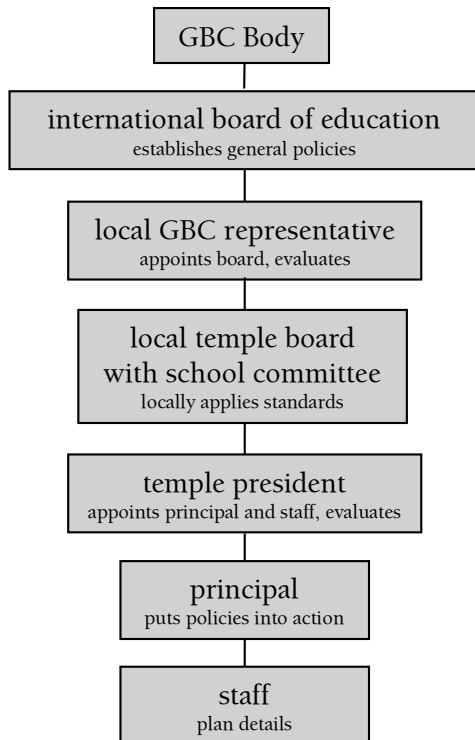 GBC Body
international board of education
establishes general policies
local GBC representative
appoints board, evaluates
local temple board
with school committee
locally applies standards
temple president
appoints principal and staff, evaluates
principal
puts policies into action
staff
plan details